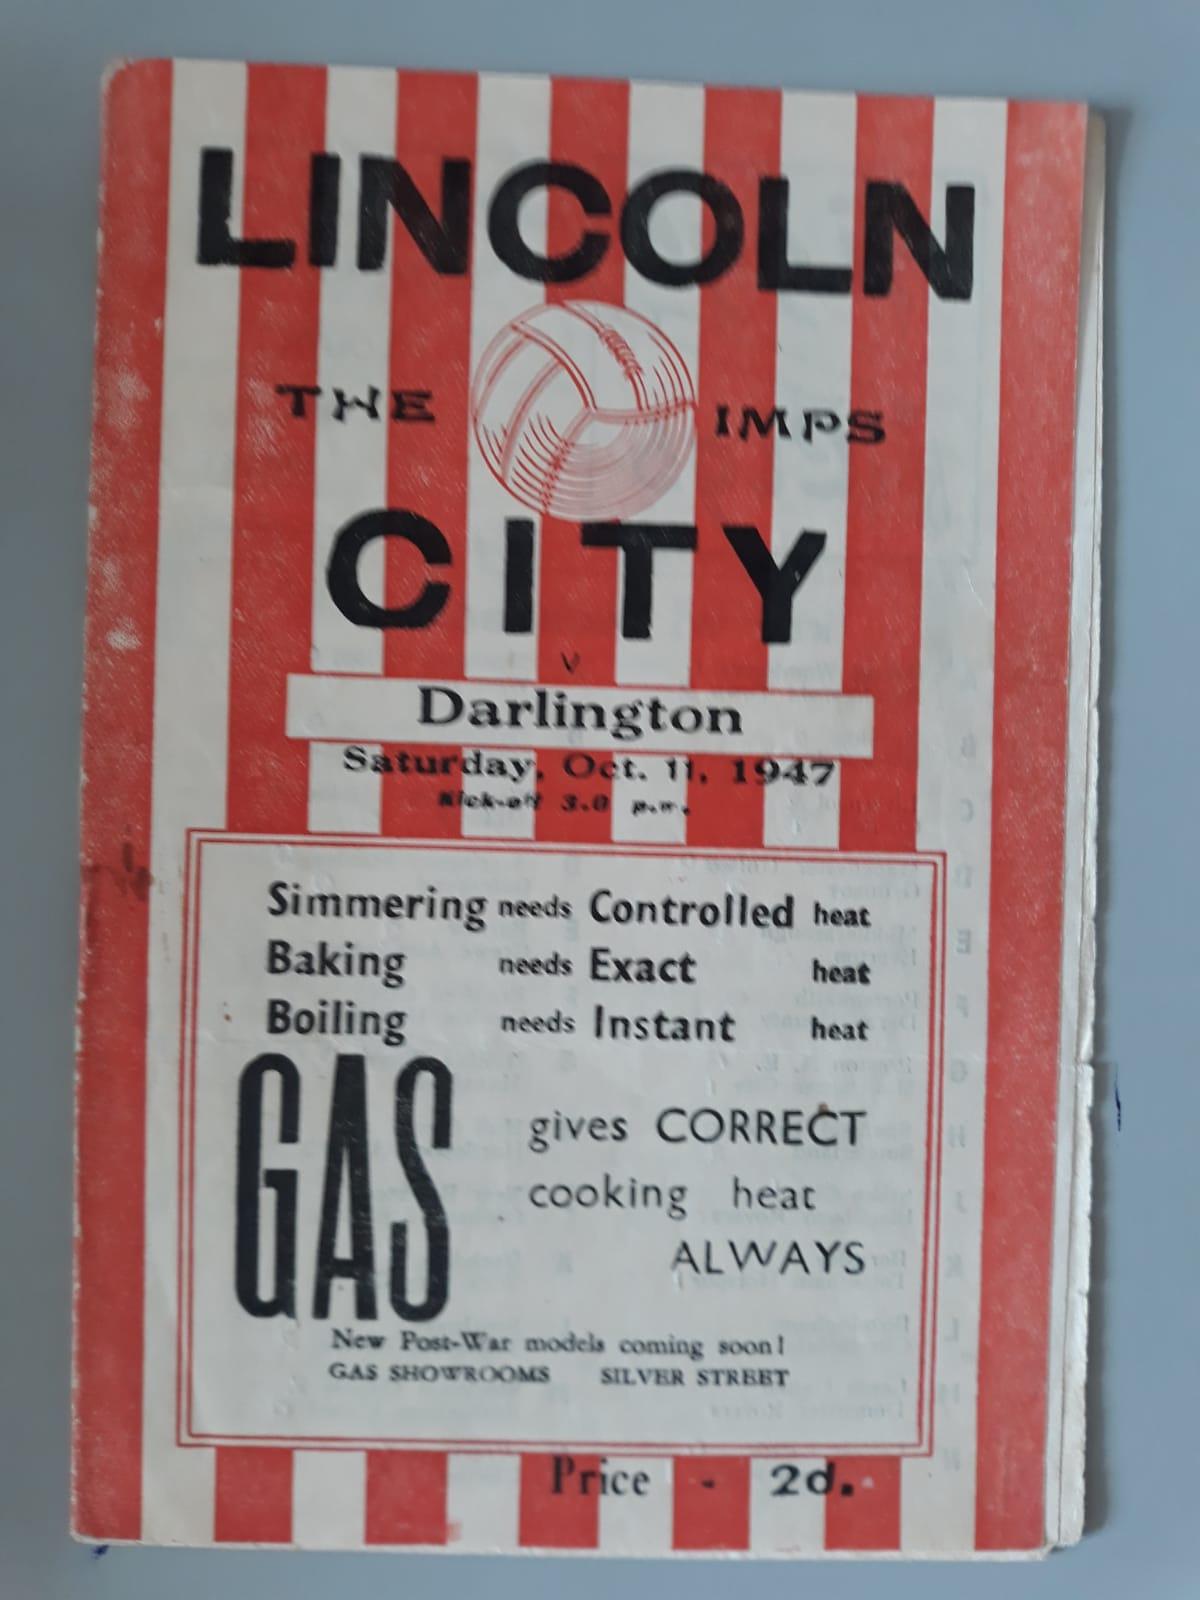 LINCOLN
THE IMPS
CITY
v
Darlington
Saturday, Oct. 11, 1947
Kick-off 3.0 p.m.
Simmering needs Controlled heat
Baking needs Exact heat
Boiling needs Instant heat
GAS
gives CORRECT
cooking heat
ALWAYS
New Post-War models coming soon!
GAS SHOWROOMS SILVER STREET
Price - 2d.